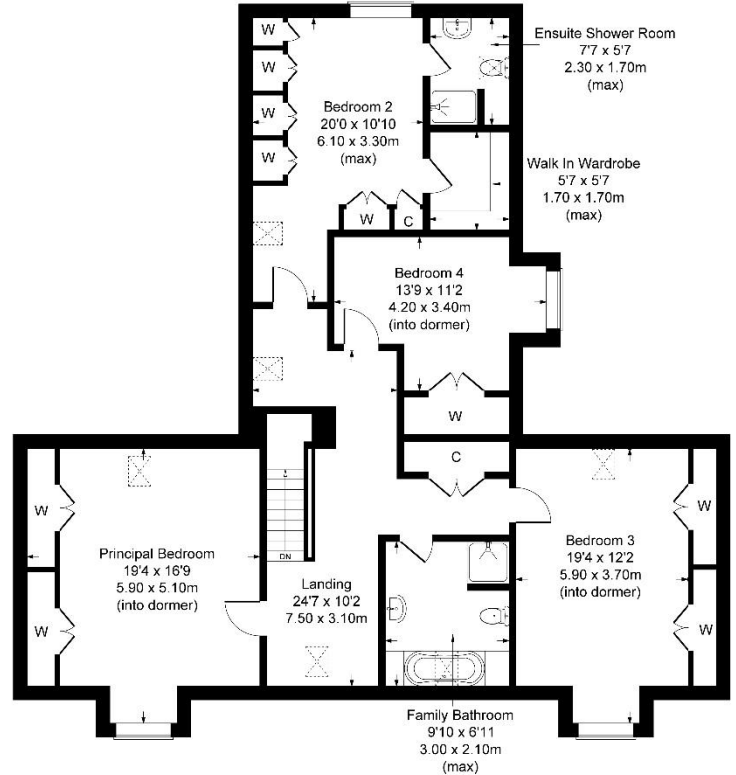 Ensuite Shower Room
7'7 x 5'7
2.30 x 1.70m
(max)
W
W
W
W
Bedroom 2
20'0 x 10'10
6.10 x 3.30m
(max)
Walk In Wardrobe
5'7 x 5'7
1.70 x 1.70m
(max)
W
C
Bedroom 4
13'9 x 11'2
4.20 x 3.40m
(into dormer)
W
C
W
W
Principal Bedroom
19'4 x 16'9
5.90 x 5.10m
(into dormer)
DN
Landing
24'7 x 10'2
7.50 x 3.10m
Bedroom 3
19'4 x 12'2
5.90 x 3.70m
(into dormer)
W
W
Family Bathroom
9'10 x 6'11
3.00 x 2.10m
(max)